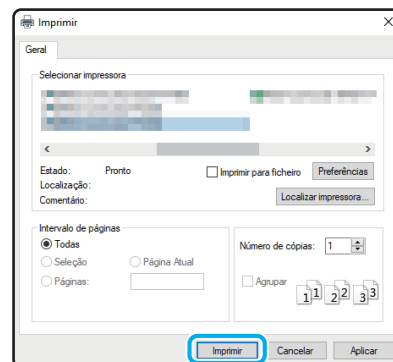 Imprimir
Geral
Selecionar impressora
Estado: Pronto
Imprimir para ficheiro
Preferências
Localização:
Comentário:
Localizar impressora...
Intervalo de páginas
Todas
Seleção
Página Atual
Páginas:
Número de cópias: 1
Agrupar
1 1 2 2 3 3
Imprimir
Cancelar
Aplicar